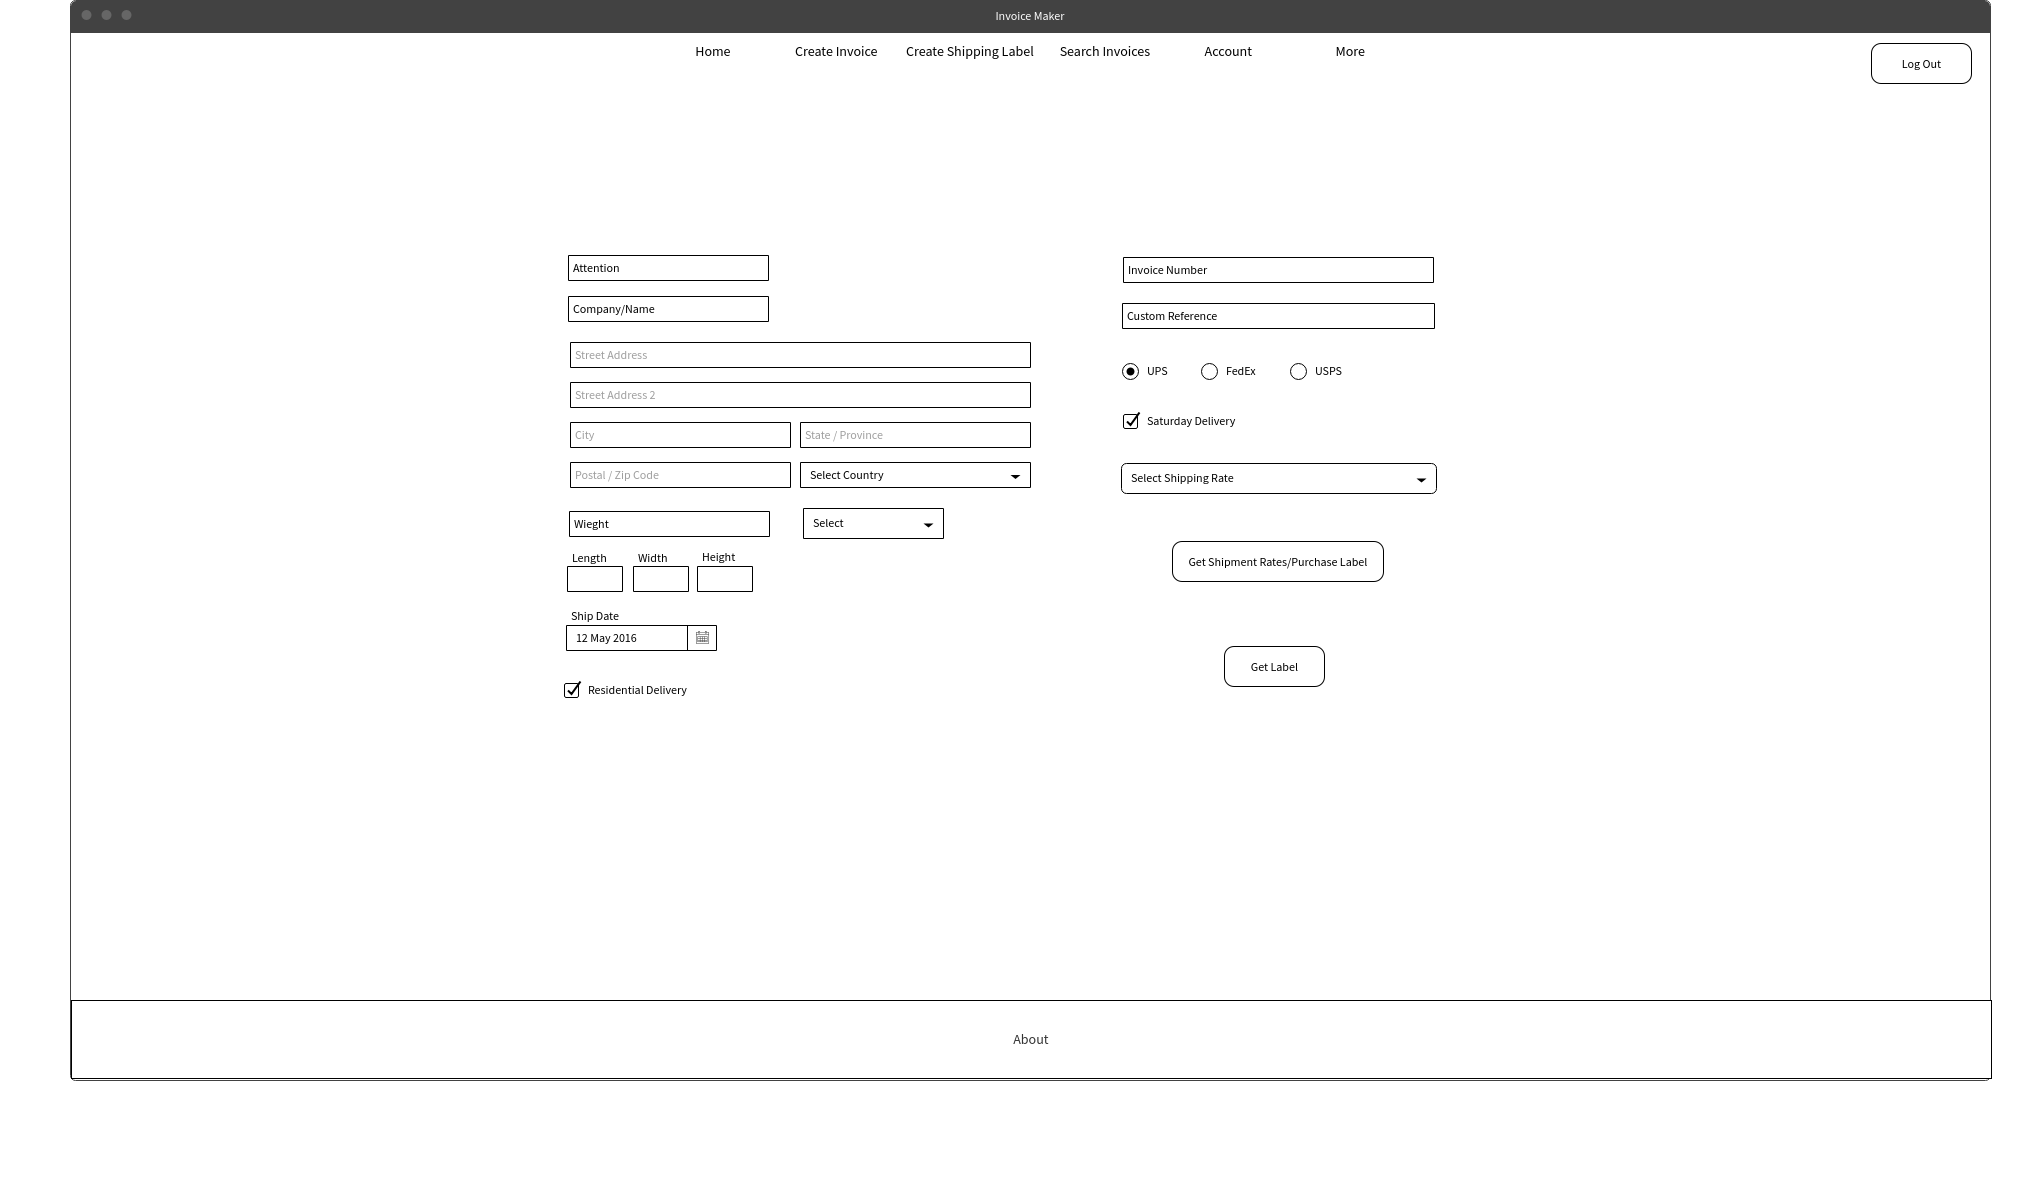 Invoice Maker
Home Create Invoice Create Shipping Label Search Invoices Account More
Log Out
Attention
Company/Name
Street Address
Street Address 2
City State / Province
Postal / Zip Code Select Country
Wieght Select
Length Width Height
Ship Date
12 May 2016
Residential Delivery
Invoice Number
Custom Reference
UPS FedEx USPS
Saturday Delivery
Select Shipping Rate
Get Shipment Rates/Purchase Label
Get Label
About